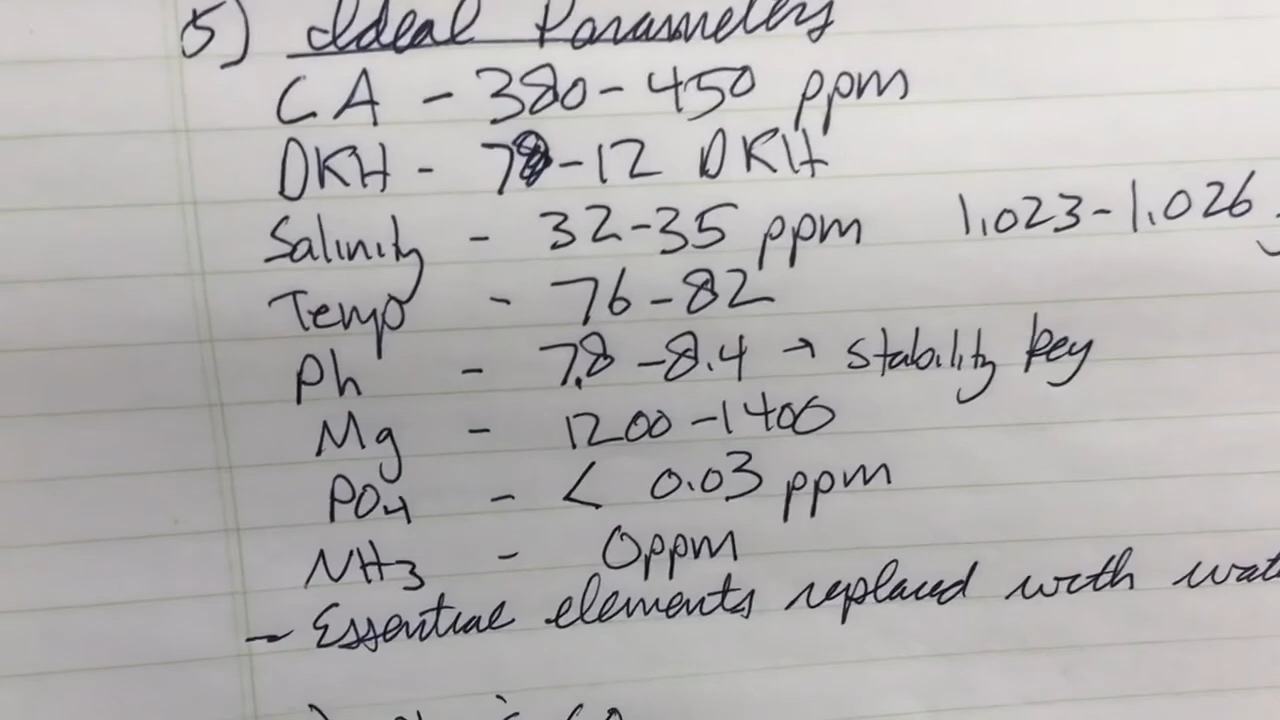 5) Ideal Parameters
CA - 380-450 ppm
DKH - 7-12 DKH
Salinity - 32-35 ppm 1.023-1.026
Temp - 76-82
Ph - 7.8-8.4 → stability key
Mg - 1200-1400
PO4 - < 0.03 ppm
NH3 - 0ppm
- Essential elements replaced with wat